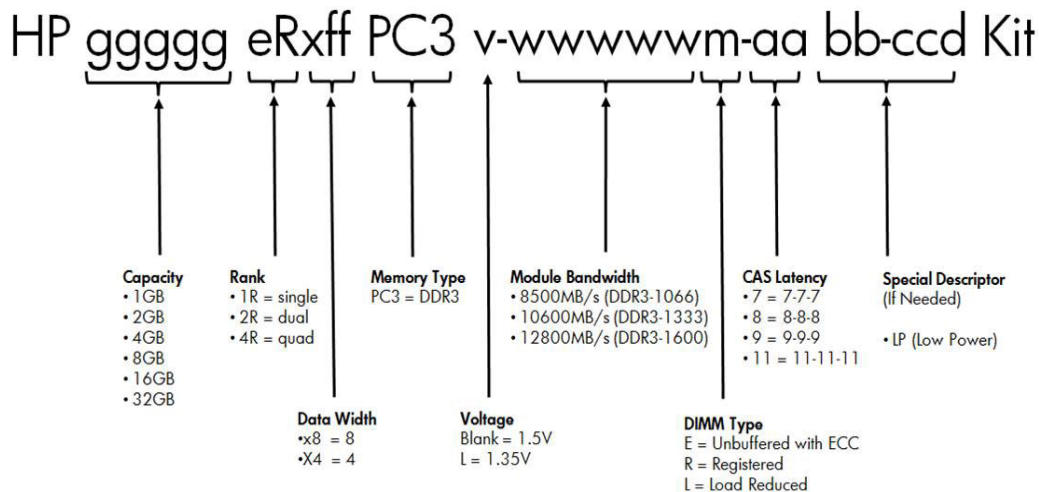 HP ggggg eRxff PC3 v-wwwwwm-aa bb-ccd Kit
Capacity
• 1GB
• 2GB
• 4GB
• 8GB
• 16GB
• 32GB
Rank
• 1R = single
• 2R = dual
• 4R = quad
Memory Type
PC3 = DDR3
Module Bandwidth
• 8500MB/s (DDR3-1066)
• 10600MB/s (DDR3-1333)
• 12800MB/s (DDR3-1600)
CAS Latency
• 7 = 7-7-7
• 8 = 8-8-8
• 9 = 9-9-9
• 11 = 11-11-11
Special Descriptor
(If Needed)
• LP (Low Power)
Data Width
•x8 = 8
•X4 = 4
Voltage
Blank = 1.5V
L = 1.35V
DIMM Type
E = Unbuffered with ECC
R = Registered
L = Load Reduced